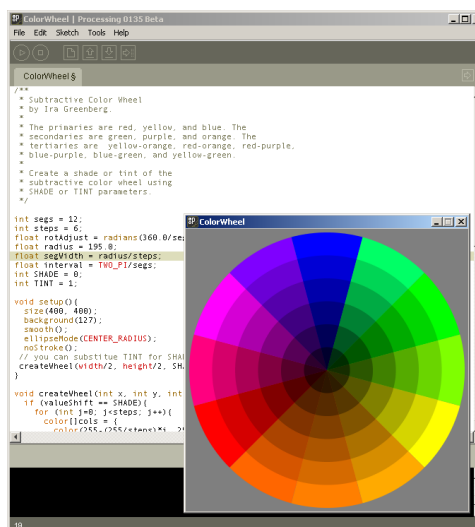 ColorWheel | Processing 0135 Beta
File Edit Sketch Tools Help
ColorWheel §
/**
 * Subtractive Color Wheel
 * by Ira Greenberg.
 *
 * The primaries are red, yellow, and blue. The
 * secondaries are green, purple, and orange. The
 * tertiaries are  yellow-orange, red-orange, red-purple,
 * blue-purple, blue-green, and yellow-green.
 *
 * Create a shade or tint of the
 * subtractive color wheel using
 * SHADE or TINT parameters.
 */
int segs = 12;
int steps = 6;
float rotAdjust = radians(360.0/se
float radius = 195.0;
float segWidth = radius/steps;
float interval = TWO_PI/segs;
int SHADE = 0;
int TINT = 1;
void setup(){
  size(400, 400);
  background(127);
  smooth();
  ellipseMode(CENTER_RADIUS);
  noStroke();
 // you can substitue TINT for SHA
 createWheel(width/2, height/2, SH
}
void createWheel(int x, int y, int
  if (valueShift == SHADE){
    for (int j=0; j<steps; j++){
      color[]cols = {
        color(255-(255/steps)*j, 2
ColorWheel
19